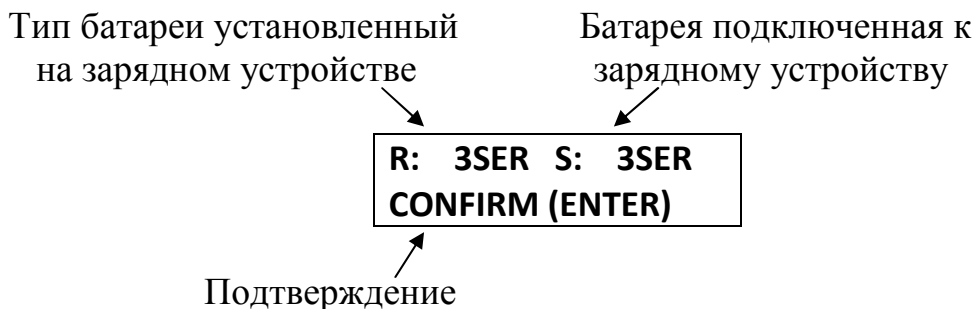 Тип батареи установленный
на зарядном устройстве
Батарея подключенная к
зарядному устройству
R: 3SER S: 3SER
CONFIRM (ENTER)
Подтверждение